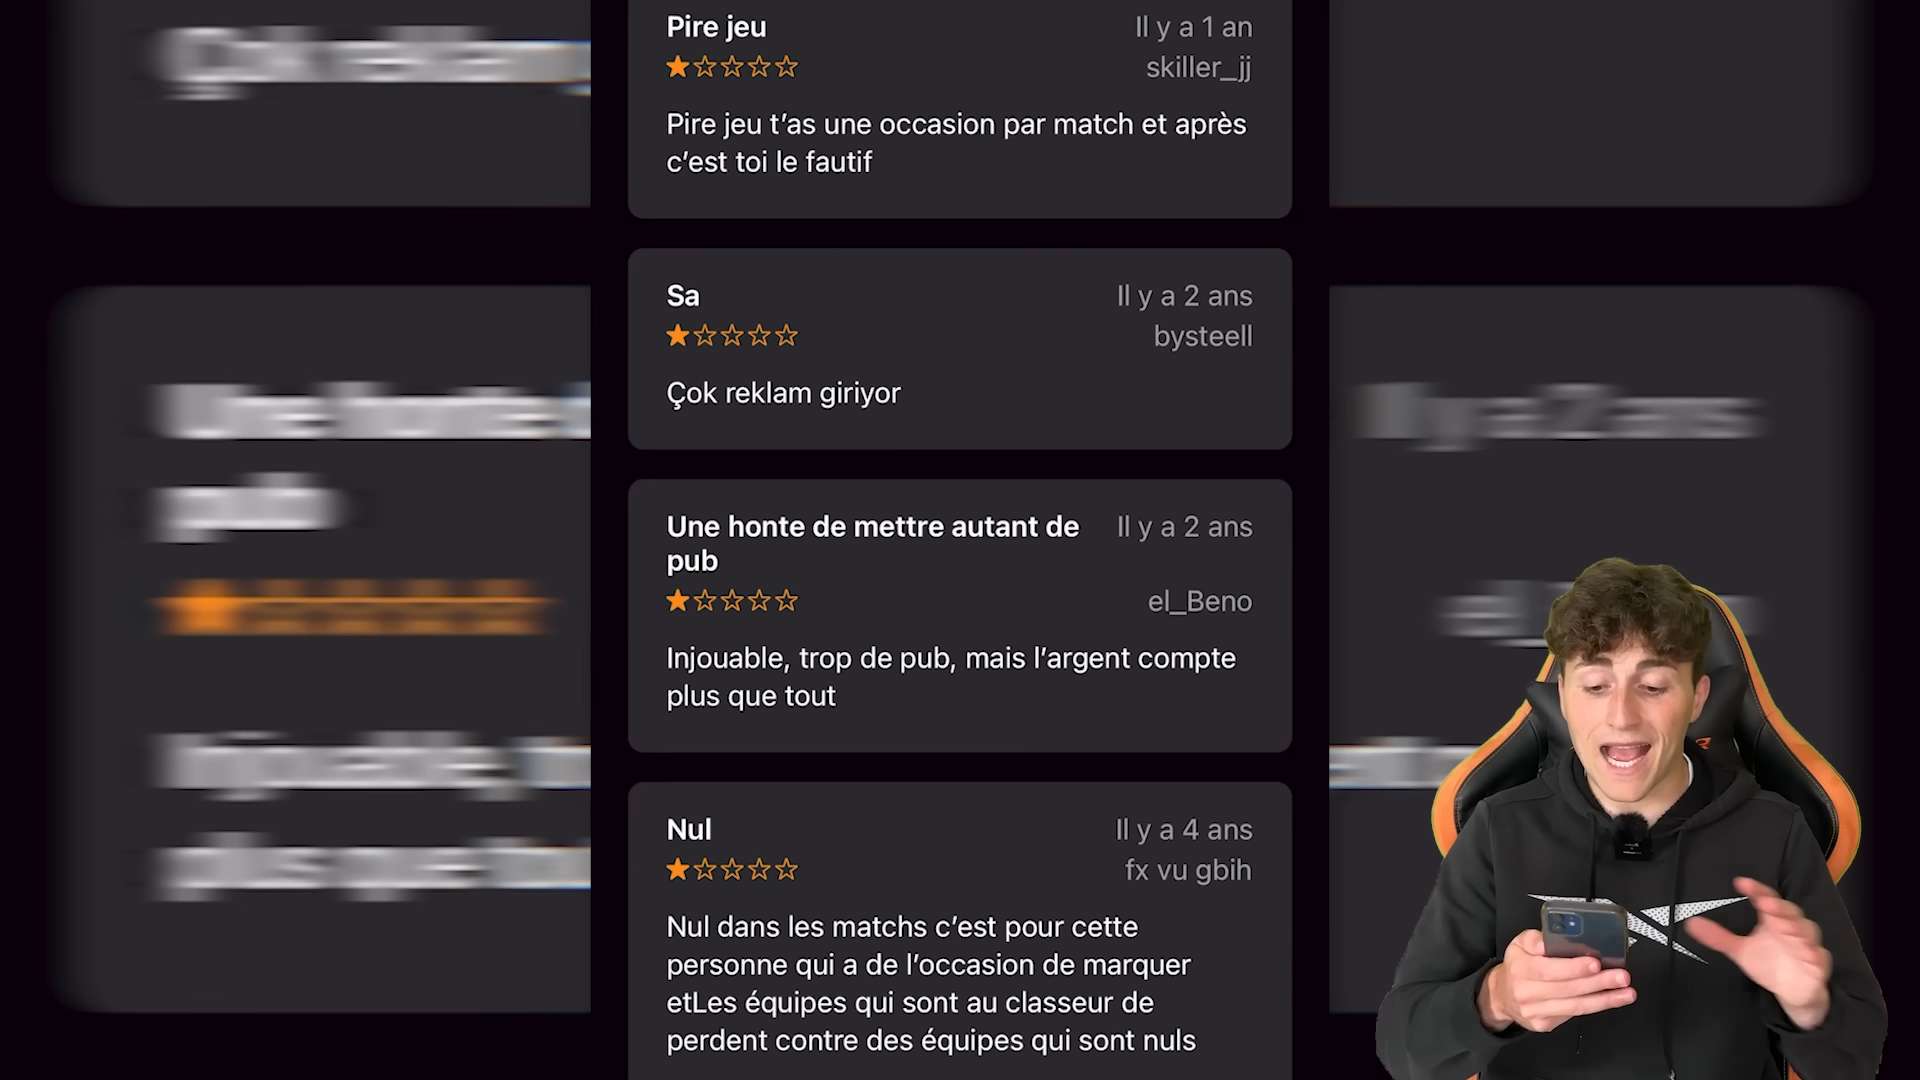 Pire jeu
Il y a 1 an
skiller_jj
Pire jeu t’as une occasion par match et après
c’est toi le fautif
Sa
Il y a 2 ans
bysteell
Çok reklam giriyor
Une honte de mettre autant de
pub
Il y a 2 ans
el_Beno
Injouable, trop de pub, mais l’argent compte
plus que tout
Nul
Il y a 4 ans
fx vu gbih
Nul dans les matchs c’est pour cette
personne qui a de l’occasion de marquer
etLes équipes qui sont au classeur de
perdent contre des équipes qui sont nuls